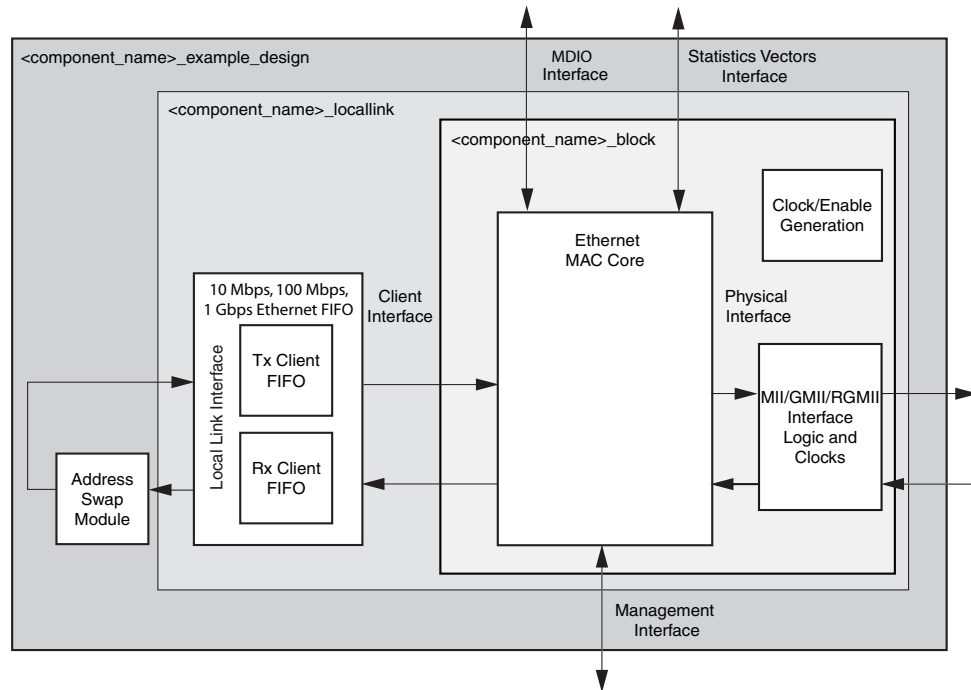 <component_name>_example_design
MDIO
Interface
Statistics Vectors
Interface
<component_name>_locallink
<component_name>_block
Clock/Enable
Generation
Ethernet
MAC Core
10 Mbps, 100 Mbps,
1 Gbps Ethernet FIFO
Client
Interface
Physical
Interface
Local Link Interface
Tx Client
FIFO
Rx Client
FIFO
MII/GMII/RGMII
Interface
Logic and
Clocks
Address
Swap
Module
Management
Interface